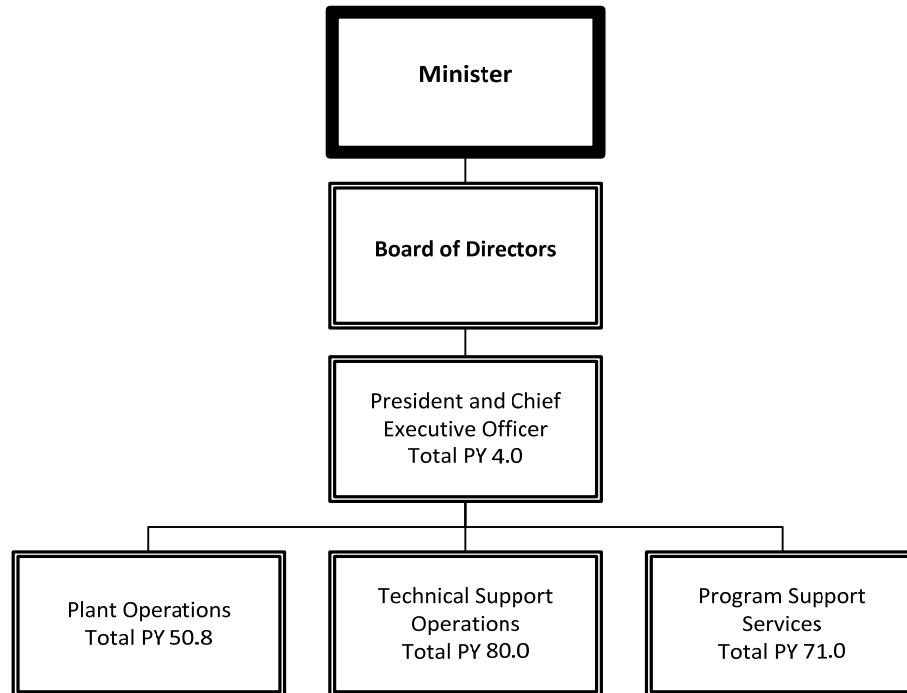 Minister
Board of Directors
President and Chief
Executive Officer
Total PY 4.0
Plant Operations
Total PY 50.8
Technical Support
Operations
Total PY 80.0
Program Support
Services
Total PY 71.0